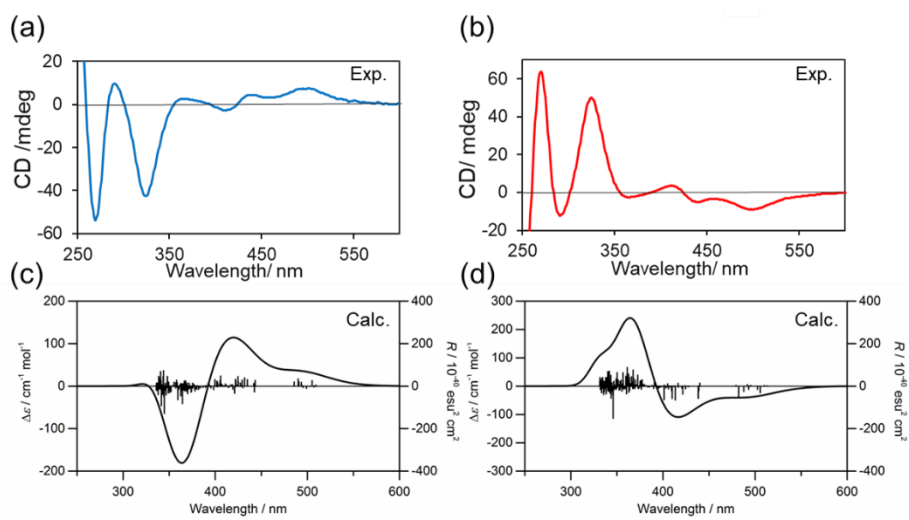 (a)
Exp.
CD /mdeg
20
0
-20
-40
-60
250 350 450 550
Wavelength/ nm
(b)
Exp.
CD/ mdeg
60
40
20
0
-20
250 350 450 550
Wavelength/ nm
(c)
Calc.
Δε / cm⁻¹ mol⁻¹
200
100
0
-100
-200
400
200
0
-200
-400
R / 10⁻⁴⁰ esu² cm²
300 400 500 600
Wavelength / nm
(d)
Calc.
Δε / cm⁻¹ mol⁻¹
300
200
100
0
-100
-200
-300
400
200
0
-200
-400
R / 10⁻⁴⁰ esu² cm²
300 400 500 600
Wavelength / nm